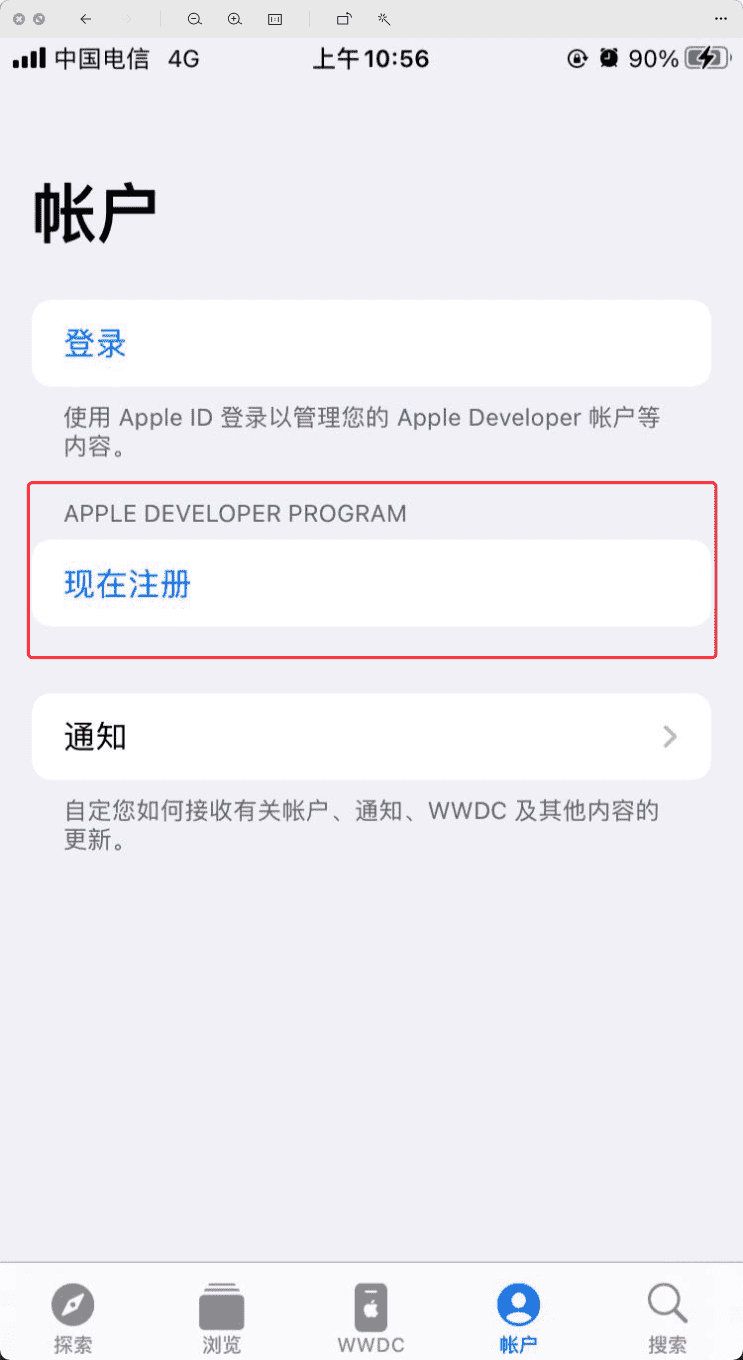 中国电信 4G 上午10:56 90%
帐户
登录
使用 Apple ID 登录以管理您的 Apple Developer 帐户等
内容。
APPLE DEVELOPER PROGRAM
现在注册
通知
自定您如何接收有关帐户、通知、WWDC 及其他内容的
更新。
探索 浏览 WWDC 帐户 搜索